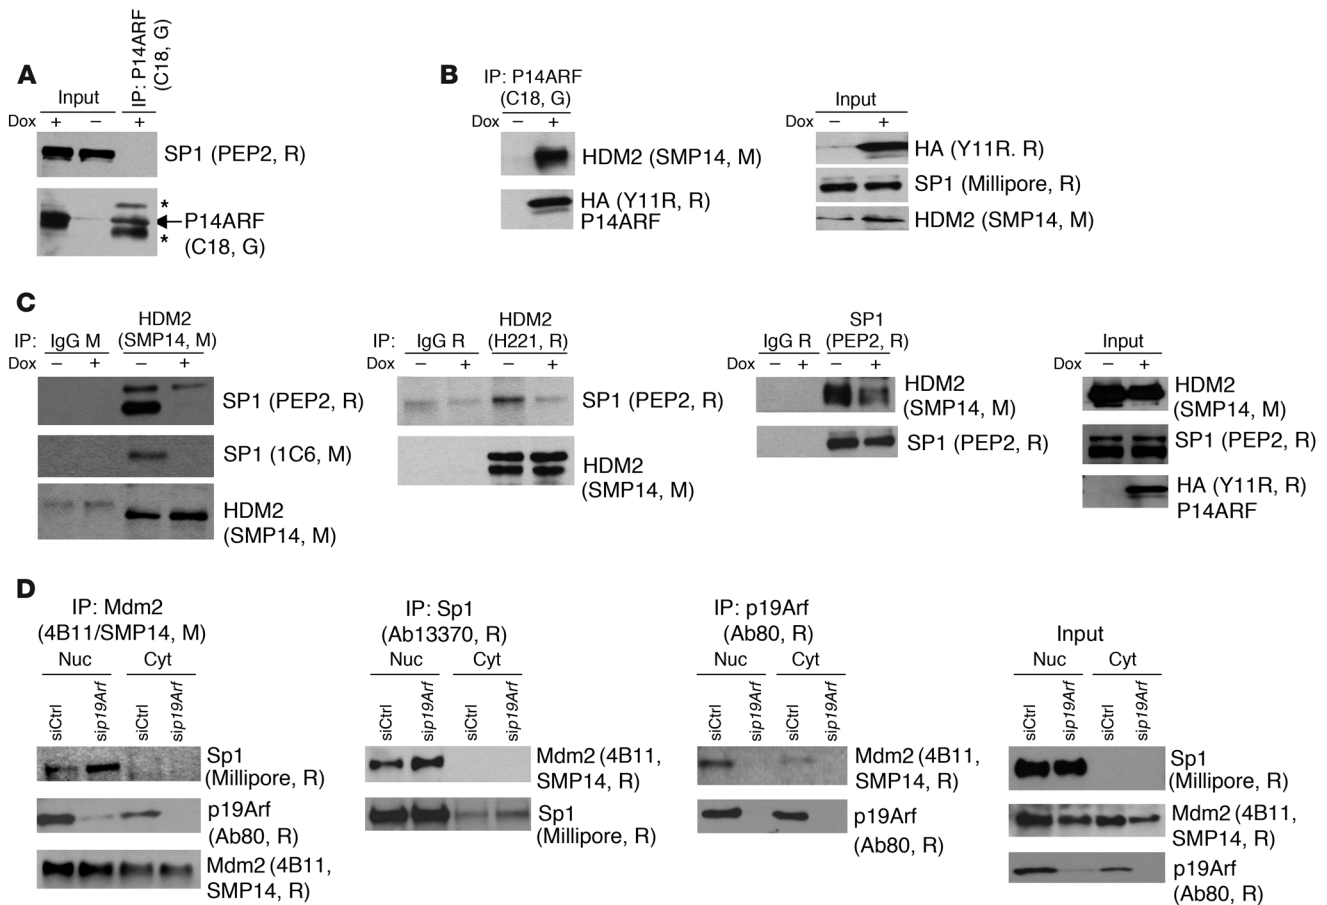 A
Input
IP: P14ARF
(C18, G)
Dox + – +
SP1 (PEP2, R)
*
P14ARF
(C18, G)
*
B
IP: P14ARF
(C18, G)
Dox – +
HDM2 (SMP14, M)
HA (Y11R, R)
P14ARF
Input
Dox – +
HA (Y11R. R)
SP1 (Millipore, R)
HDM2 (SMP14, M)
C
IP: IgG M HDM2
(SMP14, M)
Dox – + – +
SP1 (PEP2, R)
SP1 (1C6, M)
HDM2
(SMP14, M)
IP: IgG R HDM2
(H221, R)
Dox – + – +
SP1 (PEP2, R)
HDM2
(SMP14, M)
IgG R SP1
(PEP2, R)
Dox – + – +
HDM2
(SMP14, M)
SP1 (PEP2, R)
Input
Dox – +
HDM2
(SMP14, M)
SP1 (PEP2, R)
HA (Y11R, R)
P14ARF
D
IP: Mdm2
(4B11/SMP14, M)
Nuc Cyt
siCtrl sip19Arf siCtrl sip19Arf
Sp1
(Millipore, R)
p19Arf
(Ab80, R)
Mdm2 (4B11,
SMP14, R)
IP: Sp1
(Ab13370, R)
Nuc Cyt
siCtrl sip19Arf siCtrl sip19Arf
Mdm2 (4B11,
SMP14, R)
Sp1
(Millipore, R)
IP: p19Arf
(Ab80, R)
Nuc Cyt
siCtrl sip19Arf siCtrl sip19Arf
Mdm2 (4B11,
SMP14, R)
p19Arf
(Ab80, R)
Input
Nuc Cyt
siCtrl sip19Arf siCtrl sip19Arf
Sp1
(Millipore, R)
Mdm2 (4B11,
SMP14, R)
p19Arf
(Ab80, R)